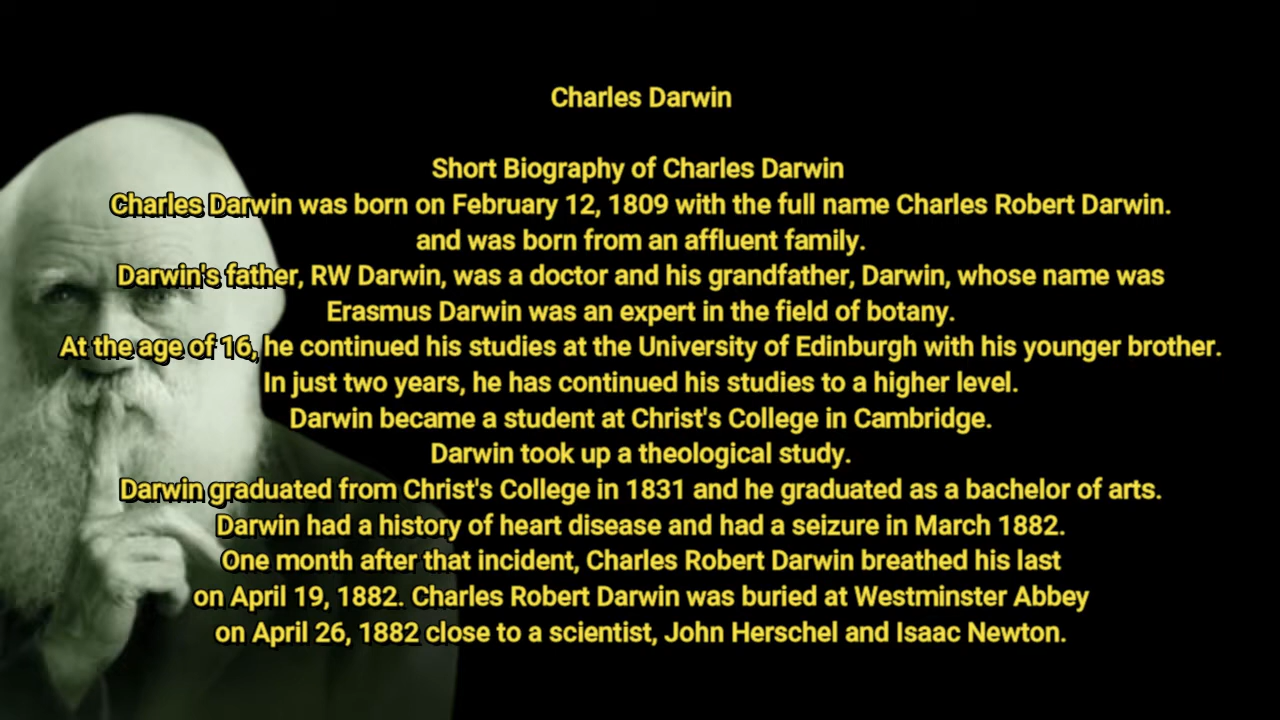 Charles Darwin
Short Biography of Charles Darwin
Charles Darwin was born on February 12, 1809 with the full name Charles Robert Darwin.
and was born from an affluent family.
Darwin's father, RW Darwin, was a doctor and his grandfather, Darwin, whose name was
Erasmus Darwin was an expert in the field of botany.
At the age of 16, he continued his studies at the University of Edinburgh with his younger brother.
In just two years, he has continued his studies to a higher level.
Darwin became a student at Christ's College in Cambridge.
Darwin took up a theological study.
Darwin graduated from Christ's College in 1831 and he graduated as a bachelor of arts.
Darwin had a history of heart disease and had a seizure in March 1882.
One month after that incident, Charles Robert Darwin breathed his last
on April 19, 1882. Charles Robert Darwin was buried at Westminster Abbey
on April 26, 1882 close to a scientist, John Herschel and Isaac Newton.